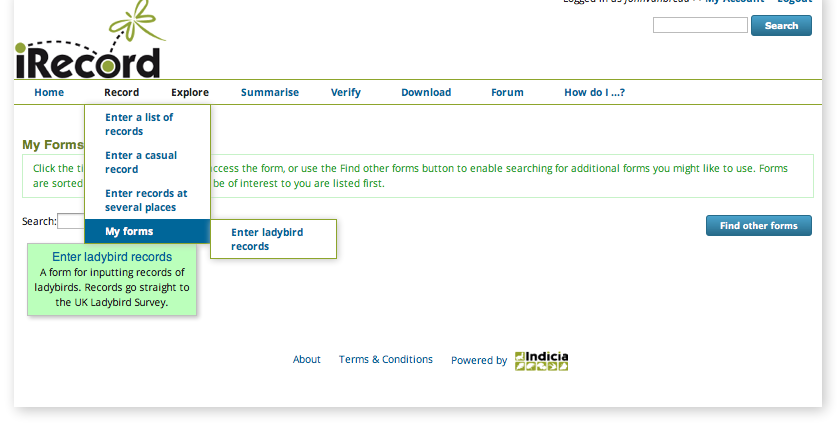 Logged in as johnvanbreda >> My Account Logout
Search
iRecord
Home Record Explore Summarise Verify Download Forum How do I ...?
Enter a list of
records
My Forms
Enter a casual
record
Click the ti
ccess the form, or use the Find other forms button to enable searching for additional forms you might like to use. Forms
are sorted
be of interest to you are listed first.
Enter records at
several places
Search:
My forms
Enter ladybird
records
Find other forms
Enter ladybird records
A form for inputting records of
ladybirds. Records go straight to
the UK Ladybird Survey.
About Terms & Conditions Powered by Indicia